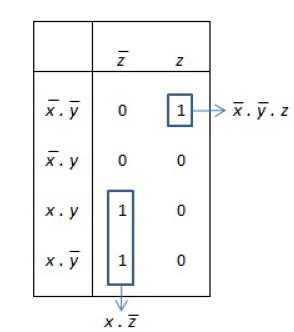 z̅ z
x̅ . y̅ 0 1 x̅ . y̅ . z
x̅ . y 0 0
x . y 1 0
x . y̅ 1 0
x . z̅